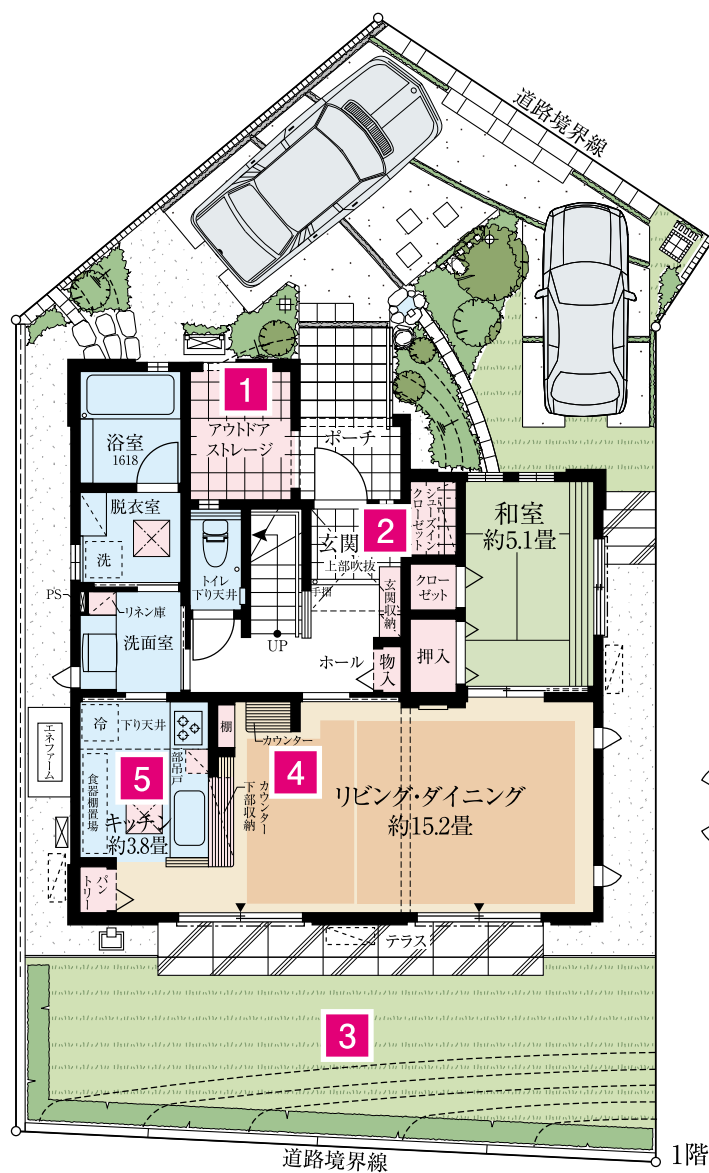 道路境界線
1
アウトドア
ストレージ
ポーチ
浴室
1618
脱衣室
洗
トイレ
下り天井
2
玄関
上部吹抜
手摺
シューズイン
クローゼット
和室
約5.1畳
クロー
ゼット
玄関収納
押入
物入
PS
リネン庫
洗面室
UP
ホール
冷
下り天井
棚
カウンター
エネファーム
食器棚置場
5
部吊戸
キッチン
約3.8畳
カウンター
下部収納
4
リビング・ダイニング
約15.2畳
パン
トリー
テラス
3
道路境界線
1階